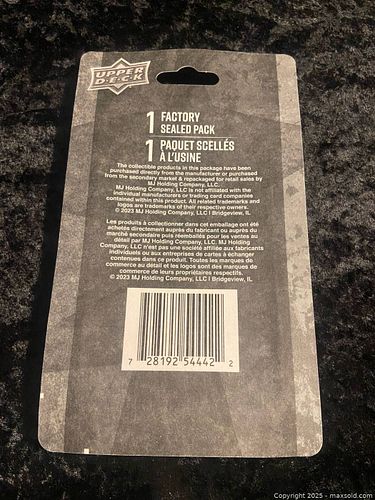 UPPER
D·E·C·K
1 FACTORY
SEALED PACK
1 PAQUET SCELLÉS
À L'USINE
The collectible products in this package have been
purchased directly from the manufacturer or purchased
from the secondary market & repackaged for retail sales by
MJ Holding Company, LLC.
MJ Holding Company, LLC is not affiliated with the
individual manufacturers or trading card companies
contained within this product. All related trademarks and
logos are trademarks of their respective owners.
© 2023 MJ Holding Company, LLC | Bridgeview, IL
Les produits à collectionner dans cet emballage ont été
achetés directement auprès du fabricant ou auprès du
marché secondaire puis réemballés pour les ventes au
détail par MJ Holding Company, LLC. MJ Holding
Company, LLC n'est pas une société affiliée aux fabricants
individuels ou aux entreprises de cartes à échanger
contenues dans ce produit. Toutes les marques de
commerce au détail et les logos sont des marques de
commerce de leurs propriétaires respectifs.
© 2023 MJ Holding Company, LLC | Bridgeview, IL
7 28192 54442 2
Copyright 2025 - maxsold.com